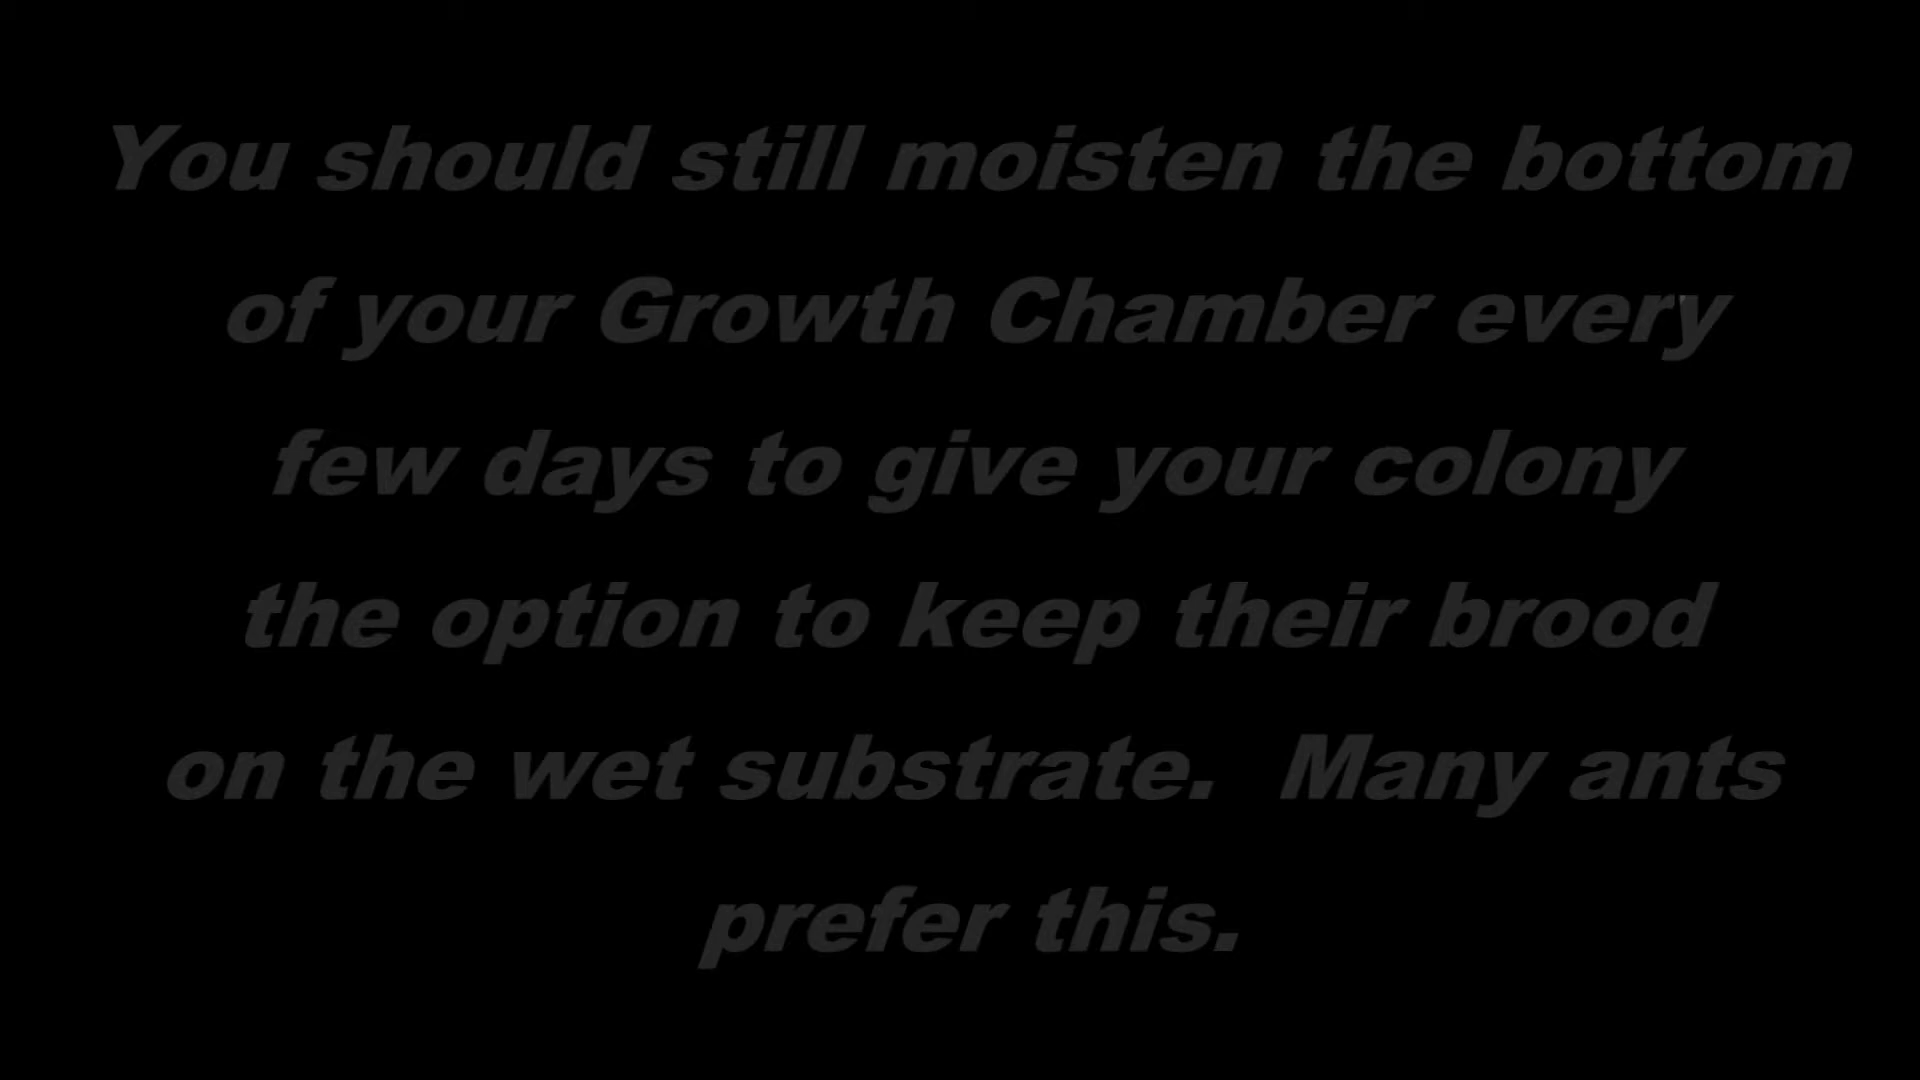 You should still moisten the bottom
of your Growth Chamber every
few days to give your colony
the option to keep their brood
on the wet substrate.  Many ants
prefer this.